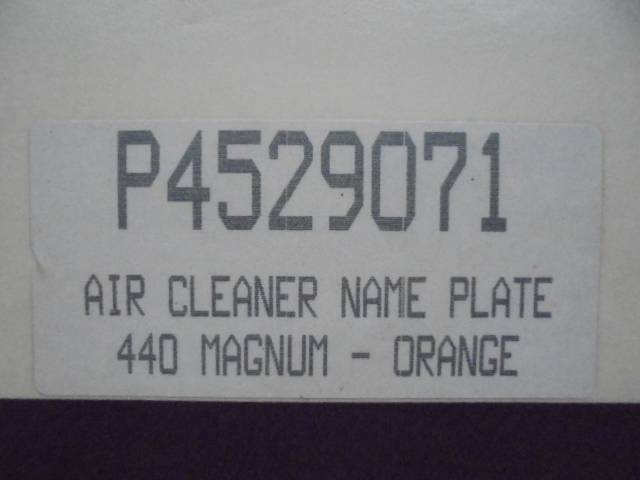 P4529071
AIR CLEANER NAME PLATE
440 MAGNUM - ORANGE